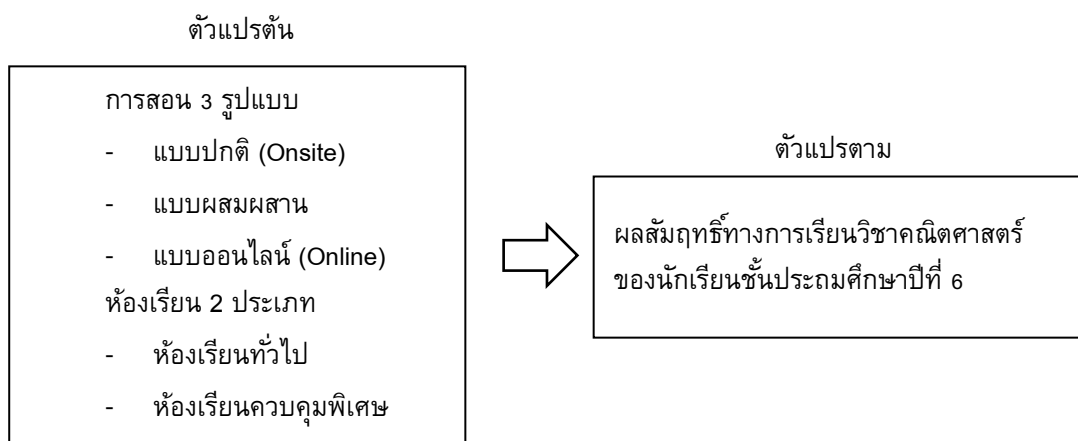 ตัวแปรต้น
การสอน 3 รูปแบบ
- แบบปกติ (Onsite)
- แบบผสมผสาน
- แบบออนไลน์ (Online)
ห้องเรียน 2 ประเภท
- ห้องเรียนทั่วไป
- ห้องเรียนควบคุมพิเศษ
ตัวแปรตาม
ผลสัมฤทธิ์ทางการเรียนวิชาคณิตศาสตร์
ของนักเรียนชั้นประถมศึกษาปีที่ 6